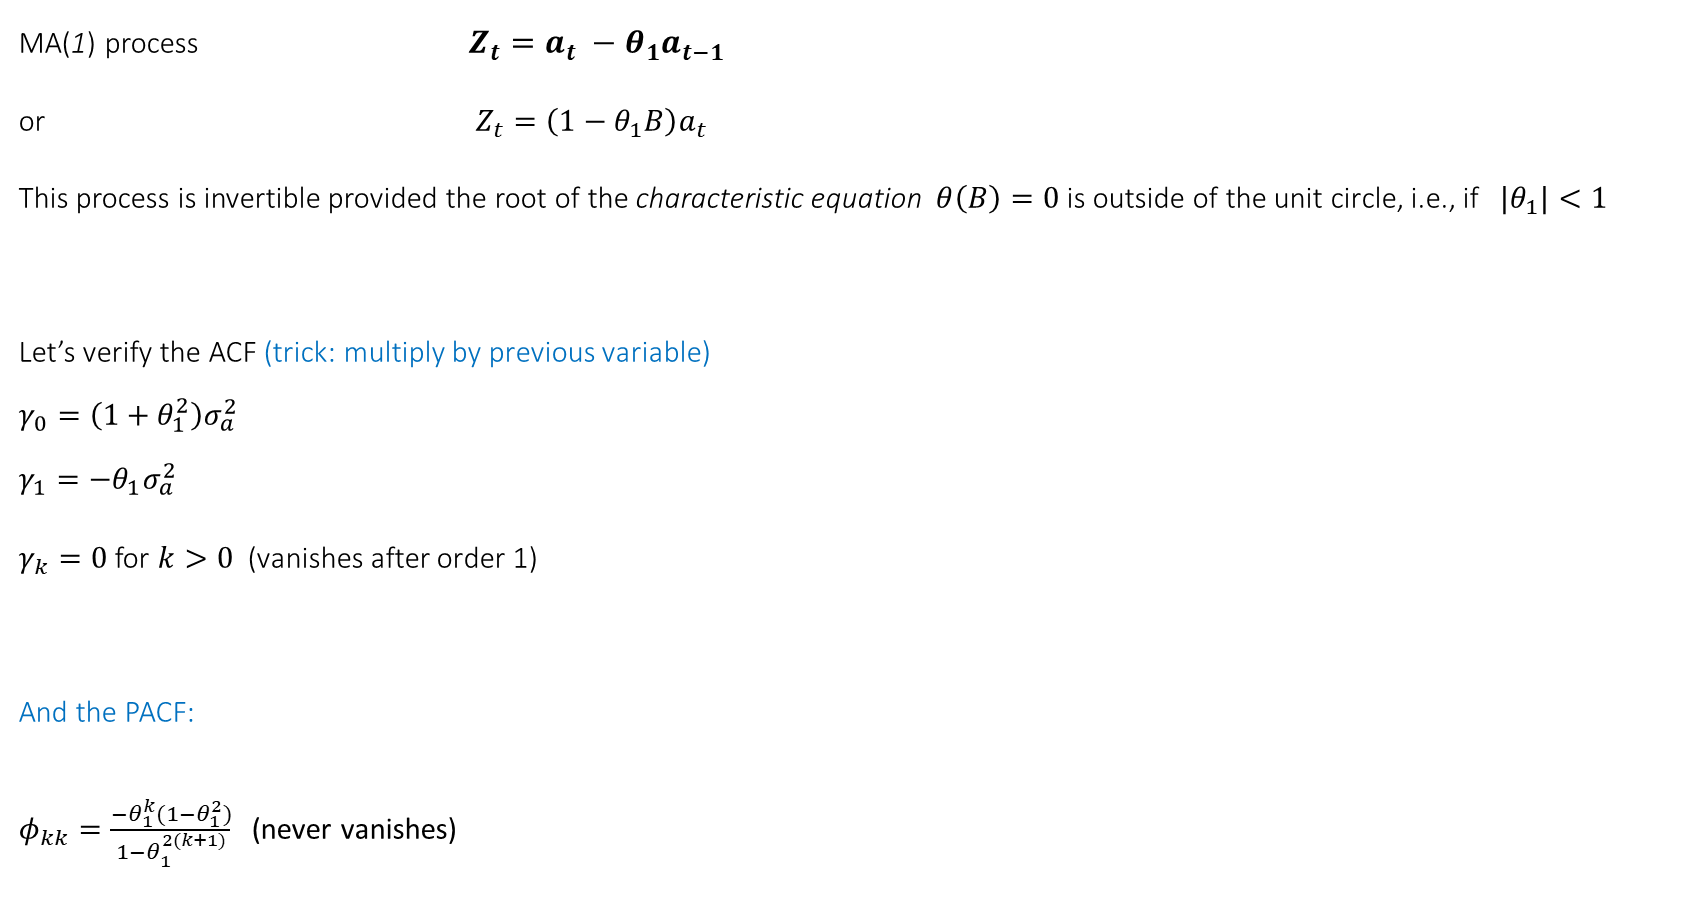 MA(1) process Z_t = a_t − θ_1 a_{t−1}
or Z_t = (1 − θ_1 B)a_t
This process is invertible provided the root of the characteristic equation θ(B) = 0 is outside of the unit circle, i.e., if |θ_1| < 1
Let’s verify the ACF (trick: multiply by previous variable)
γ_0 = (1 + θ_1^2)σ_a^2
γ_1 = −θ_1 σ_a^2
γ_k = 0 for k > 0 (vanishes after order 1)
And the PACF:
ϕ_{kk} = \frac{−θ_1^k(1−θ_1^2)}{1−θ_1^{2(k+1)}} (never vanishes)